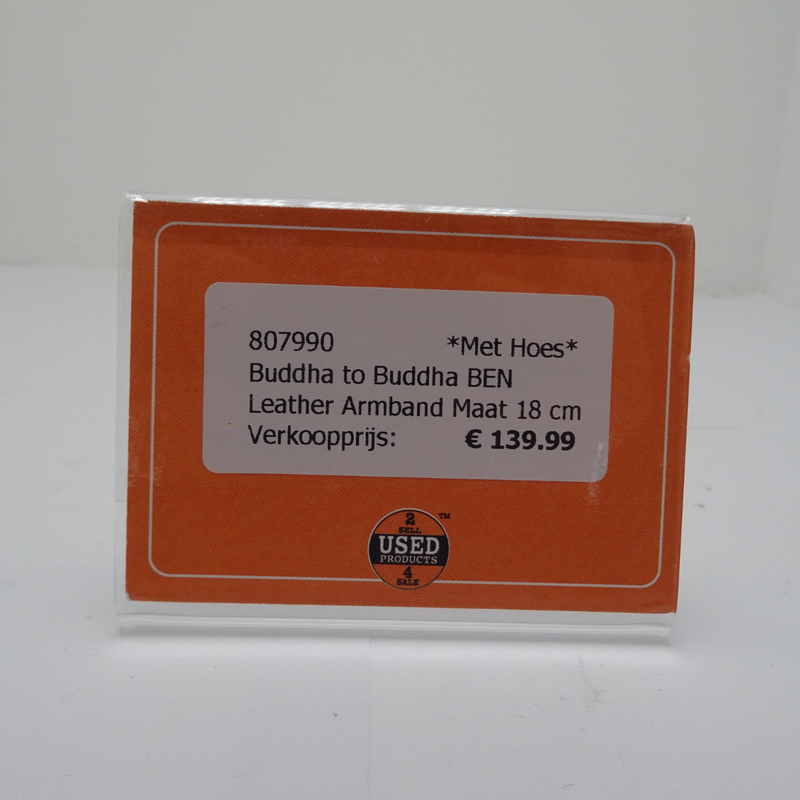 807990 *Met Hoes*
Buddha to Buddha BEN
Leather Armband Maat 18 cm
Verkoopprijs: € 139.99
2
SELL
USED
PRODUCTS
4
SALE
TM